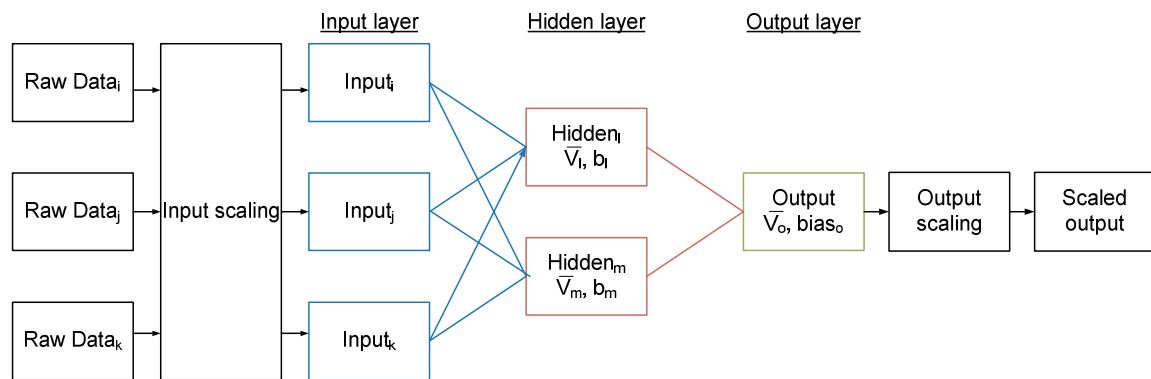 Input layer
Hidden layer
Output layer
Raw Dataᵢ
Raw Dataⱼ
Raw Dataₖ
Input scaling
Inputᵢ
Inputⱼ
Inputₖ
Hiddenₗ
V̅ₗ, bₗ
Hiddenₘ
V̅ₘ, bₘ
Output
V̅ₒ, biasₒ
Output
scaling
Scaled
output